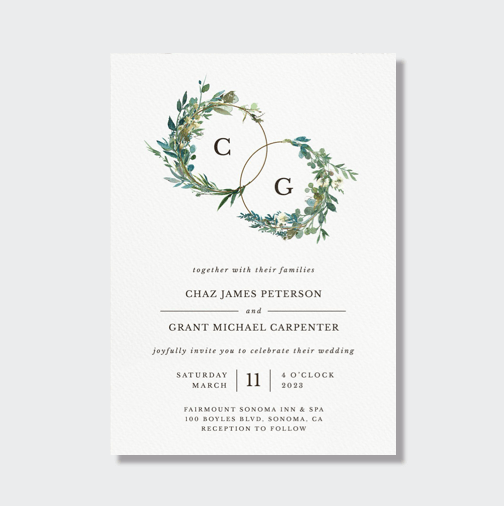 C
G
together with their families
CHAZ JAMES PETERSON
and
GRANT MICHAEL CARPENTER
joyfully invite you to celebrate their wedding
SATURDAY
MARCH
11
4 O'CLOCK
2023
FAIRMOUNT SONOMA INN & SPA
100 BOYLES BLVD, SONOMA, CA
RECEPTION TO FOLLOW